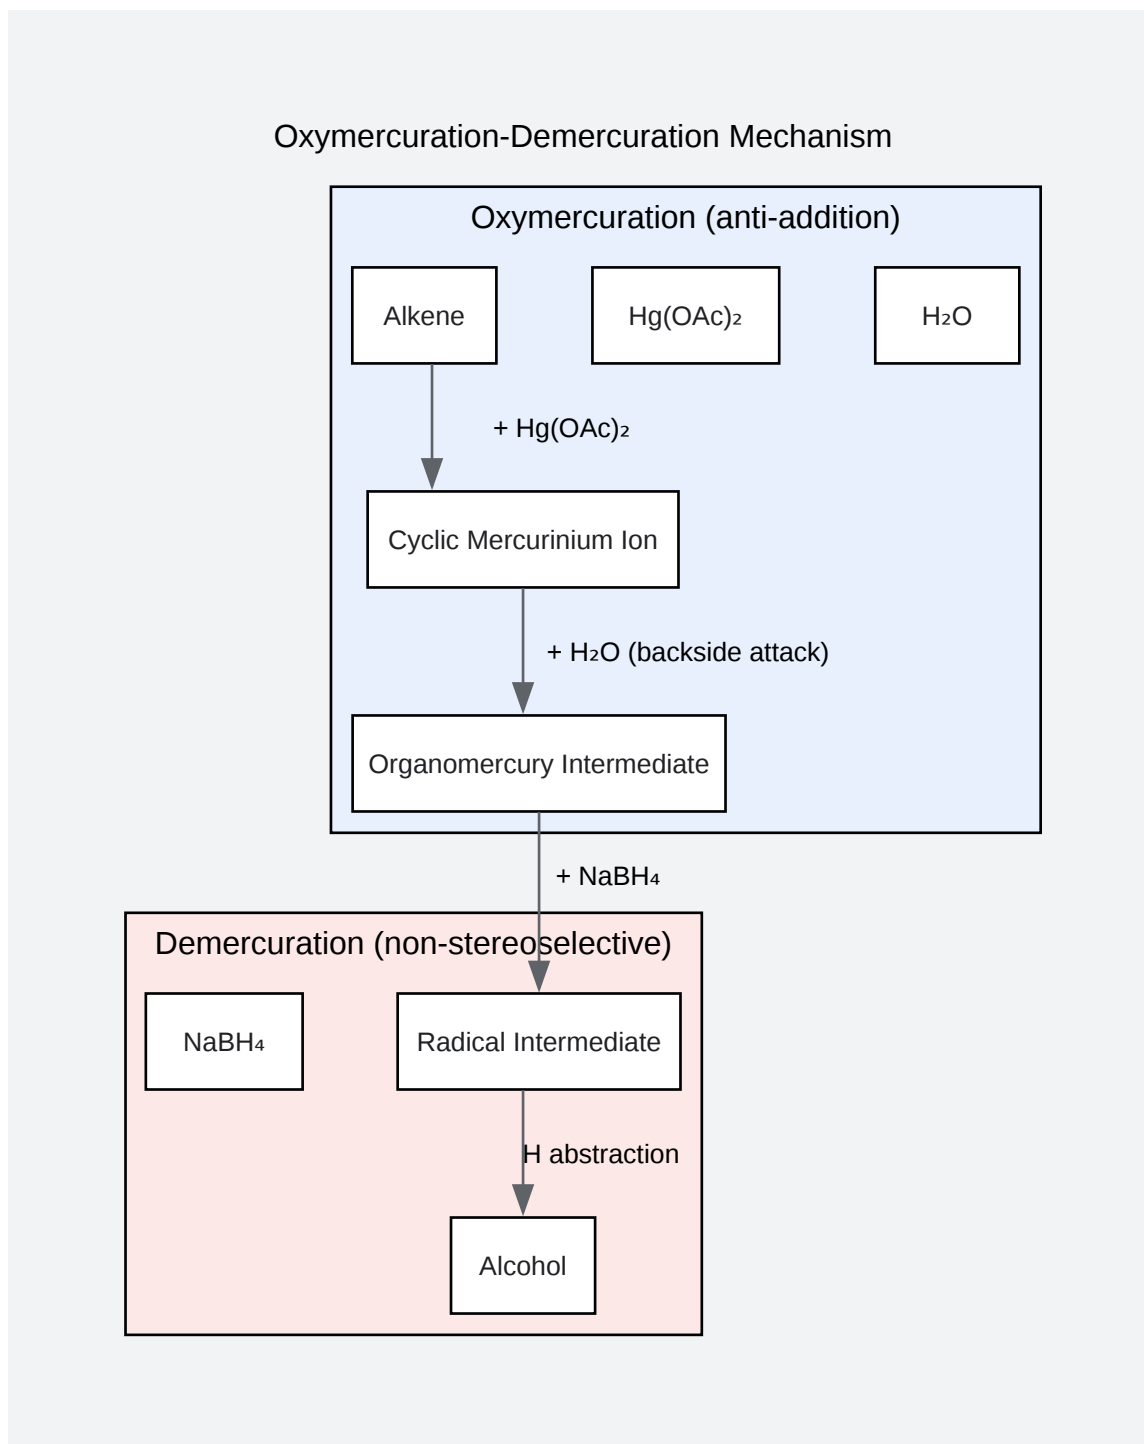 Oxymercuration-Demercuration Mechanism
Oxymercuration (anti-addition)
Alkene
Hg(OAc)₂
H₂O
+ Hg(OAc)₂
Cyclic Mercurinium Ion
+ H₂O (backside attack)
Organomercury Intermediate
+ NaBH₄
Demercuration (non-stereoselective)
NaBH₄
Radical Intermediate
H abstraction
Alcohol